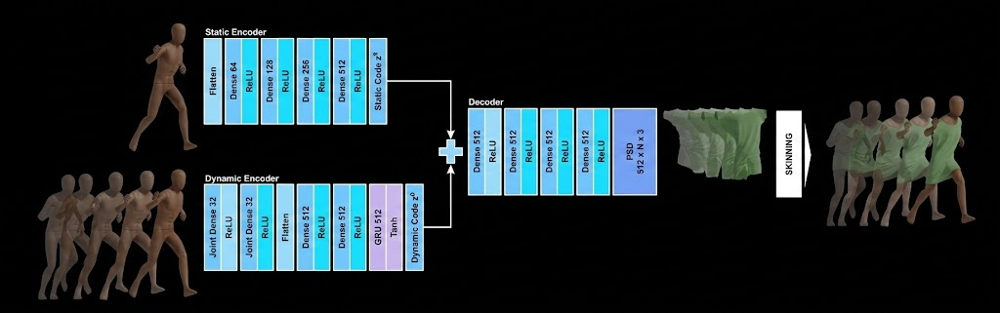 Static Encoder
Flatten
Dense 64
ReLU
Dense 128
ReLU
Dense 256
ReLU
Dense 512
ReLU
Static Code z⁰
Dynamic Encoder
Joint Dense 32
ReLU
Joint Dense 32
ReLU
Flatten
Dense 512
ReLU
Dense 512
ReLU
GRU 512
Tanh
Dynamic Code z⁰
Decoder
Dense 512
ReLU
Dense 512
ReLU
Dense 512
ReLU
Dense 512
ReLU
PSD
512 x N x 3
SKINNING